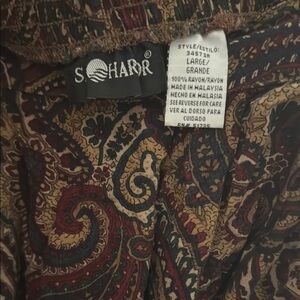 S HARR®
STYLE/ESTILO:
LARGE/
GRANDE
100% RAYON/RAYON
MADE IN MALAYSIA
HECHO EN MALASIA
SEE REVERSE FOR CARE
VER AL DORSO PARA
CUIDADO